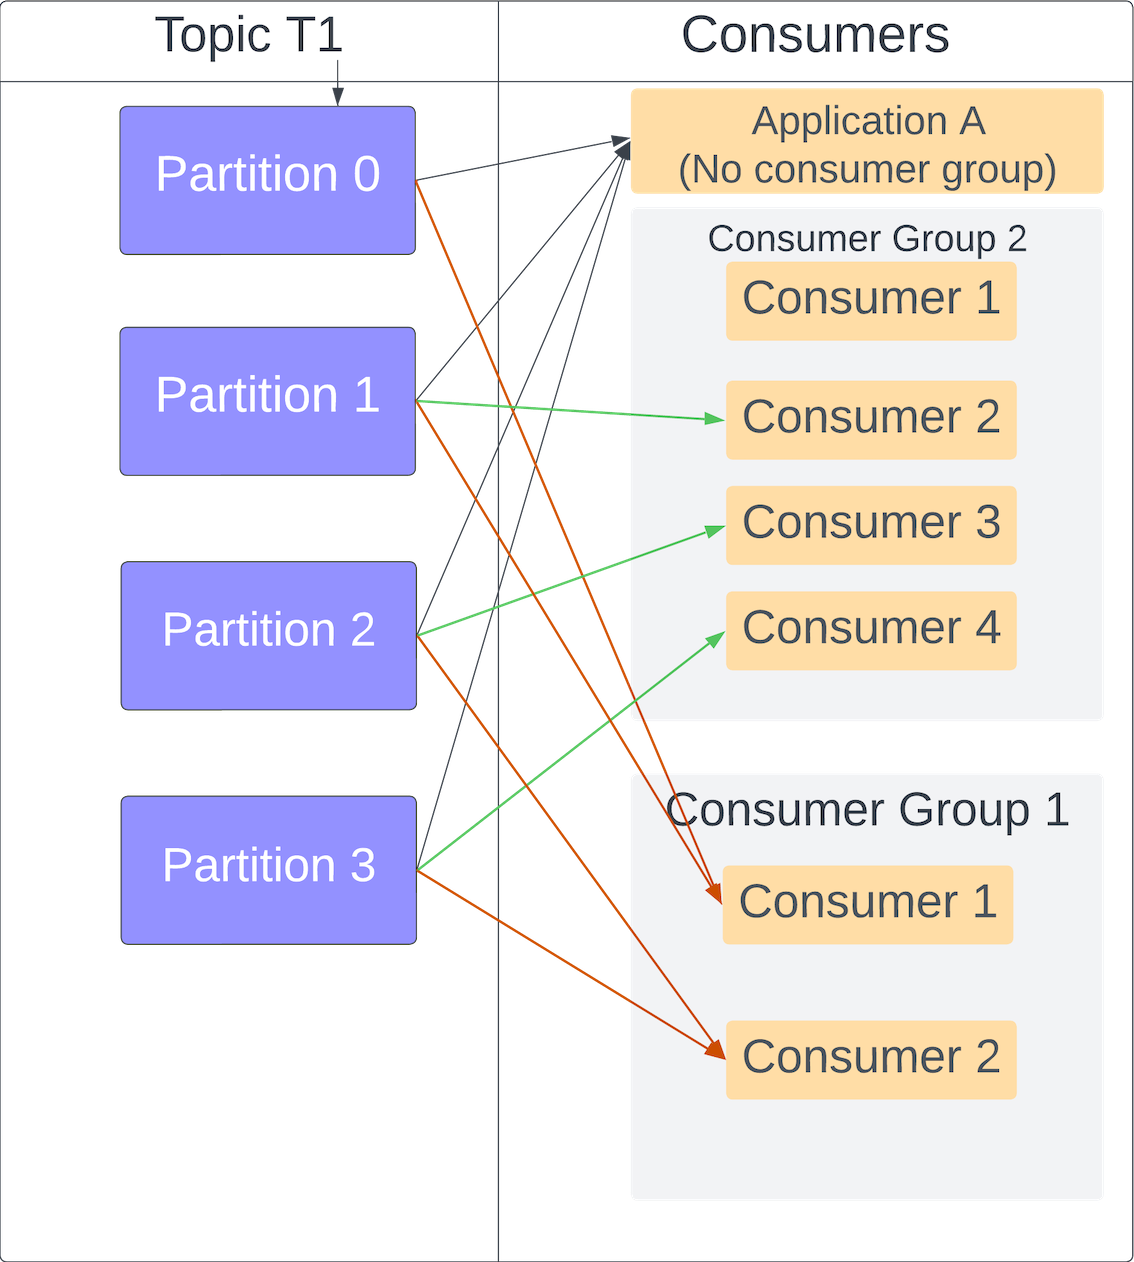 Topic T1
Consumers
Partition 0
Partition 1
Partition 2
Partition 3
Application A
(No consumer group)
Consumer Group 2
Consumer 1
Consumer 2
Consumer 3
Consumer 4
Consumer Group 1
Consumer 1
Consumer 2